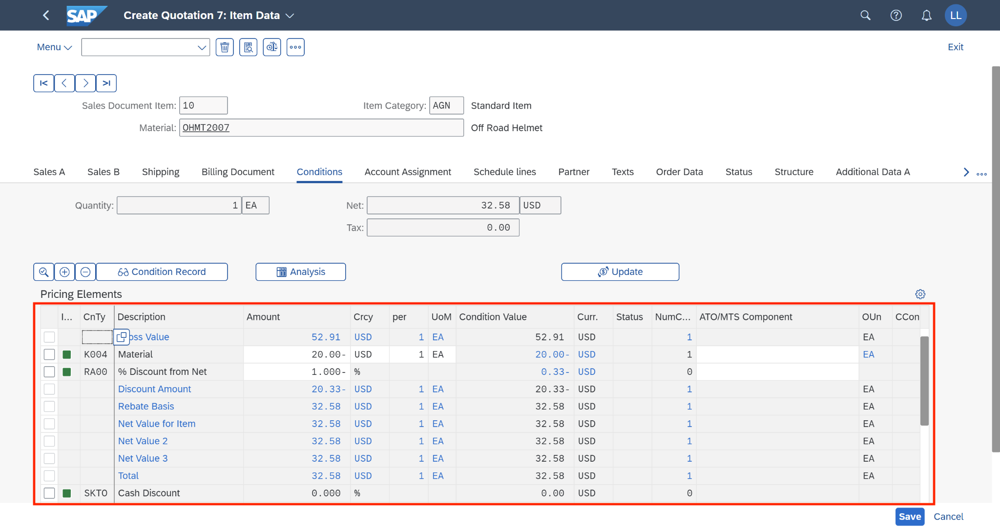 SAP Create Quotation 7: Item Data LL
Menu Exit
Sales Document Item: 10 Item Category: AGN Standard Item
Material: OHMT2007 Off Road Helmet
Sales A Sales B Shipping Billing Document Conditions Account Assignment Schedule lines Partner Texts Order Data Status Structure Additional Data A
Quantity: 1 EA Net: 32.58 USD
Tax: 0.00
Condition Record Analysis Update
Pricing Elements
I... CnTy Description Amount Crcy per UoM Condition Value Curr. Status NumC... ATO/MTS Component OUn CCon
oss Value 52.91 USD 1 EA 52.91 USD 1 EA
K004 Material 20.00- USD 1 EA 20.00- USD 1 EA
RA00 % Discount from Net 1.000- % 0.33- USD 0
Discount Amount 20.33- USD 1 EA 20.33- USD 1 EA
Rebate Basis 32.58 USD 1 EA 32.58 USD 1 EA
Net Value for Item 32.58 USD 1 EA 32.58 USD 1 EA
Net Value 2 32.58 USD 1 EA 32.58 USD 1 EA
Net Value 3 32.58 USD 1 EA 32.58 USD 1 EA
Total 32.58 USD 1 EA 32.58 USD 1 EA
SKTO Cash Discount 0.000 % 0.00 USD 0
Save Cancel